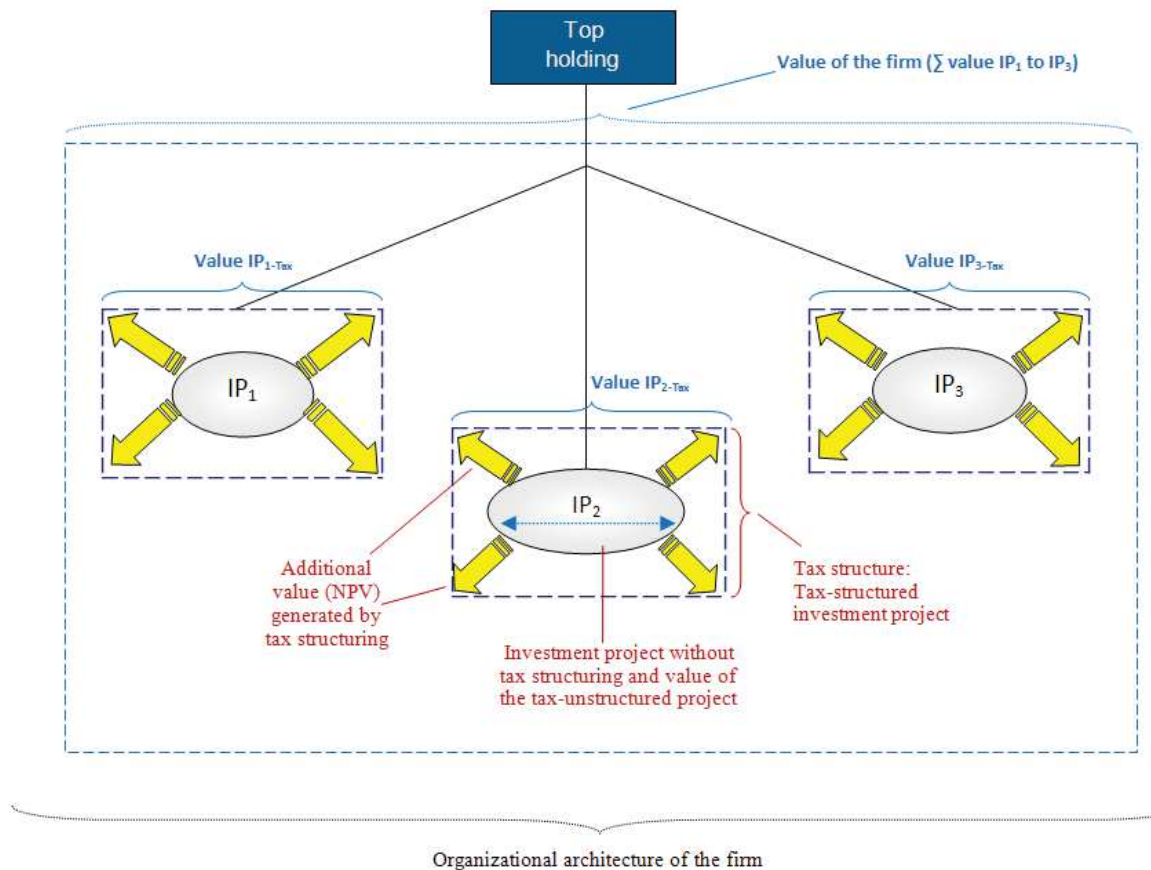 Top
holding
Value of the firm (∑ value IP₁ to IP₃)
Value IP₁₋Tax
Value IP₃₋Tax
IP₁
IP₃
Value IP₂₋Tax
IP₂
Additional
value (NPV)
generated by
tax structuring
Tax structure:
Tax-structured
investment project
Investment project without
tax structuring and value of
the tax-unstructured project
Organizational architecture of the firm